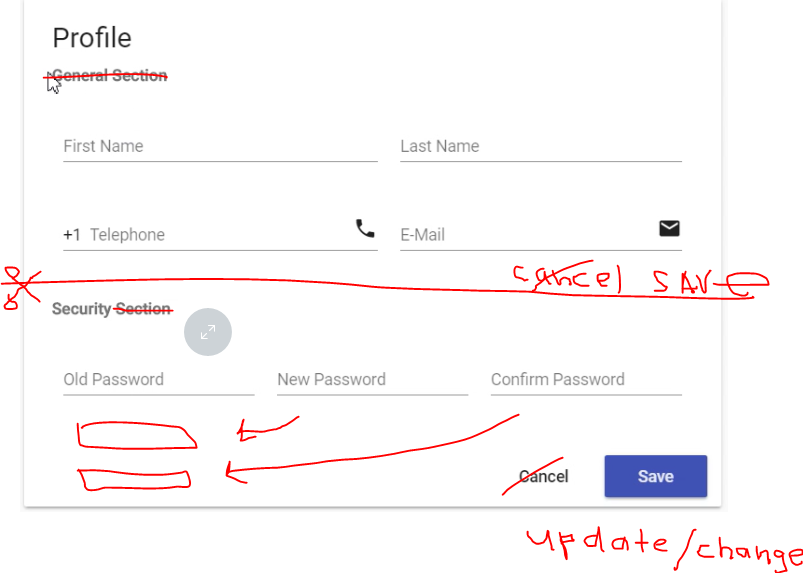 Profile
General Section
First Name Last Name
+1 Telephone E-Mail
cancel SAVE
Security Section
Old Password New Password Confirm Password
Cancel Save
update/change